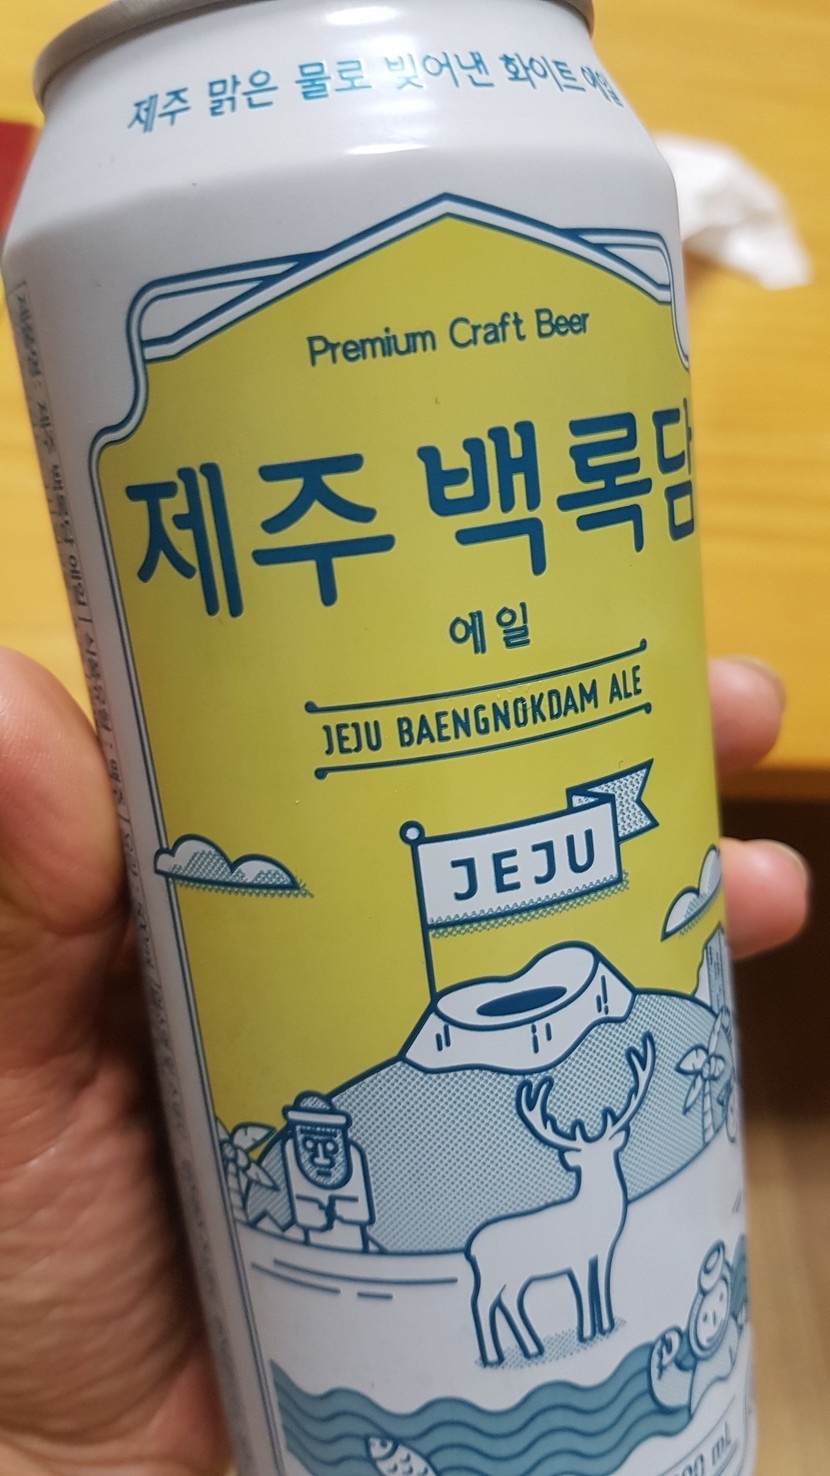 제주 맑은 물로 빚어낸 화이트 에일
Premium Craft Beer
제주 백록담
에일
JEJU BAENGNOKDAM ALE
JEJU
mL